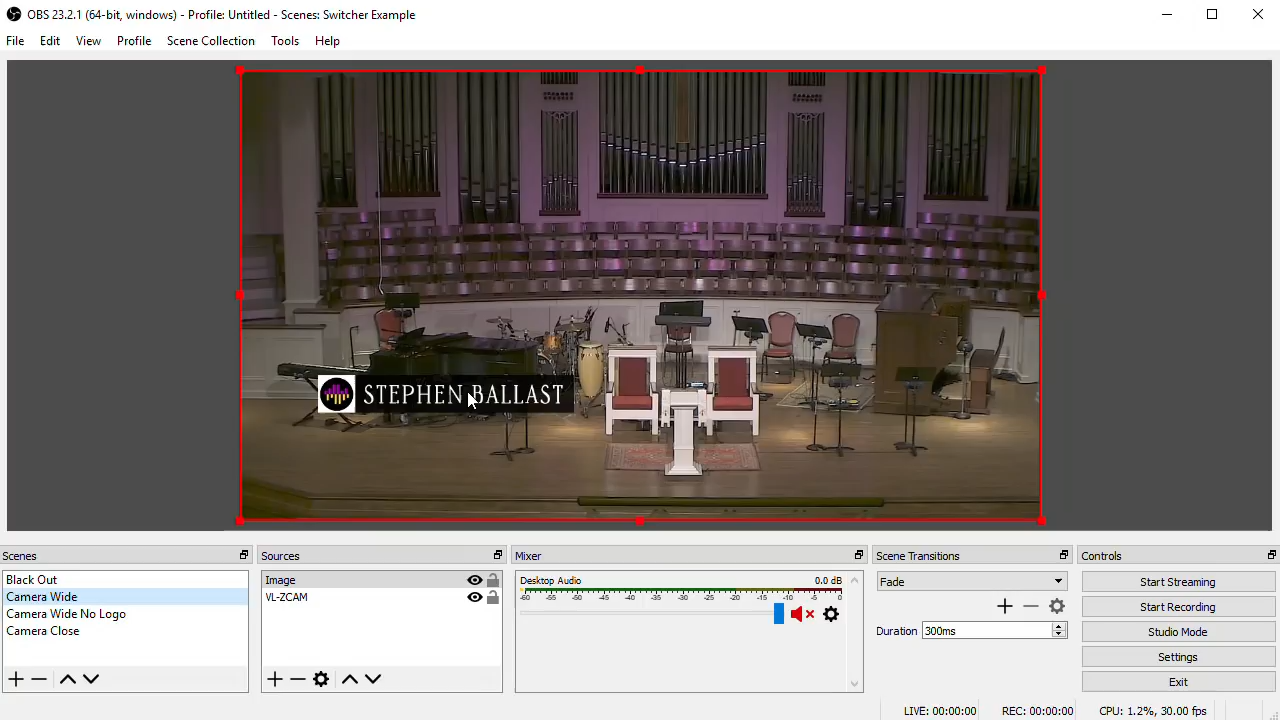 OBS 23.2.1 (64-bit, windows) - Profile: Untitled - Scenes: Switcher Example
File Edit View Profile Scene Collection Tools Help
STEPHEN BALLAST
Scenes
Black Out
Camera Wide
Camera Wide No Logo
Camera Close
Sources
Image
VL-ZCAM
Mixer
Desktop Audio 0.0 dB
-60 -55 -50 -45 -40 -35 -30 -25 -20 -15 -10 -5 0
Scene Transitions
Fade
Duration 300ms
Controls
Start Streaming
Start Recording
Studio Mode
Settings
Exit
LIVE: 00:00:00 REC: 00:00:00 CPU: 1.2%, 30.00 fps